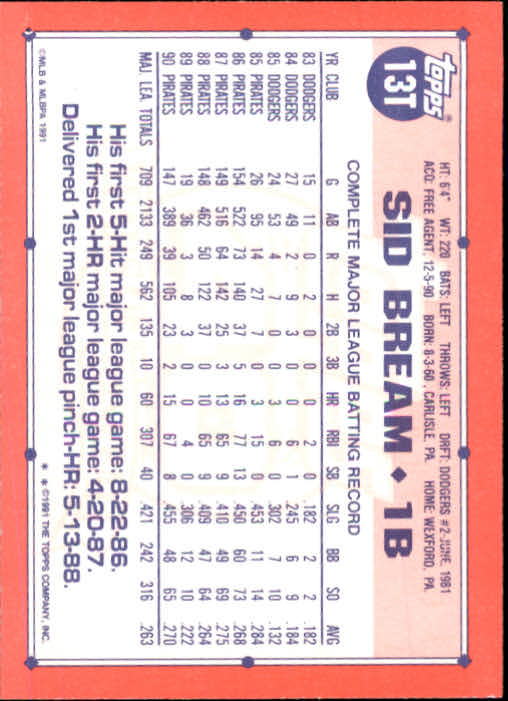 topps®
13T
SID BREAM ♦ 1B
HT: 6'4" WT: 220 BATS: LEFT THROWS: LEFT DRFT: DODGERS #2-JUNE, 1981
ACQ: FREE AGENT, 12-5-90 BORN: 8-3-60, CARLISLE, PA. HOME: WEXFORD, PA.
COMPLETE MAJOR LEAGUE BATTING RECORD
YR CLUB G AB R H 2B 3B HR RBI SB SLG BB SO AVG
83 DODGERS 15 11 0 2 0 0 0 2 0 .182 2 2 .182
84 DODGERS 27 49 2 9 3 0 0 6 1 .245 6 9 .184
85 DODGERS 24 53 4 7 0 0 3 6 0 .302 7 10 .132
85 PIRATES 26 95 14 27 7 0 3 15 0 .453 11 14 .284
86 PIRATES 154 522 73 140 37 5 16 77 13 .450 60 73 .268
87 PIRATES 149 516 64 142 25 3 13 65 9 .410 49 69 .275
88 PIRATES 148 462 50 122 37 0 10 65 9 .409 47 64 .264
89 PIRATES 19 36 3 8 3 0 0 4 0 .306 12 10 .222
90 PIRATES 147 389 39 105 23 2 15 67 8 .455 48 65 .270
MAJ. LEA. TOTALS 709 2133 249 562 135 10 60 307 40 .421 242 316 .263
His first 5-Hit major league game: 8-22-86.
His first 2-HR major league game: 4-20-87.
Delivered 1st major league pinch-HR: 5-13-88.
©MLB & MLBPA 1991
* * ©1991 THE TOPPS COMPANY, INC.